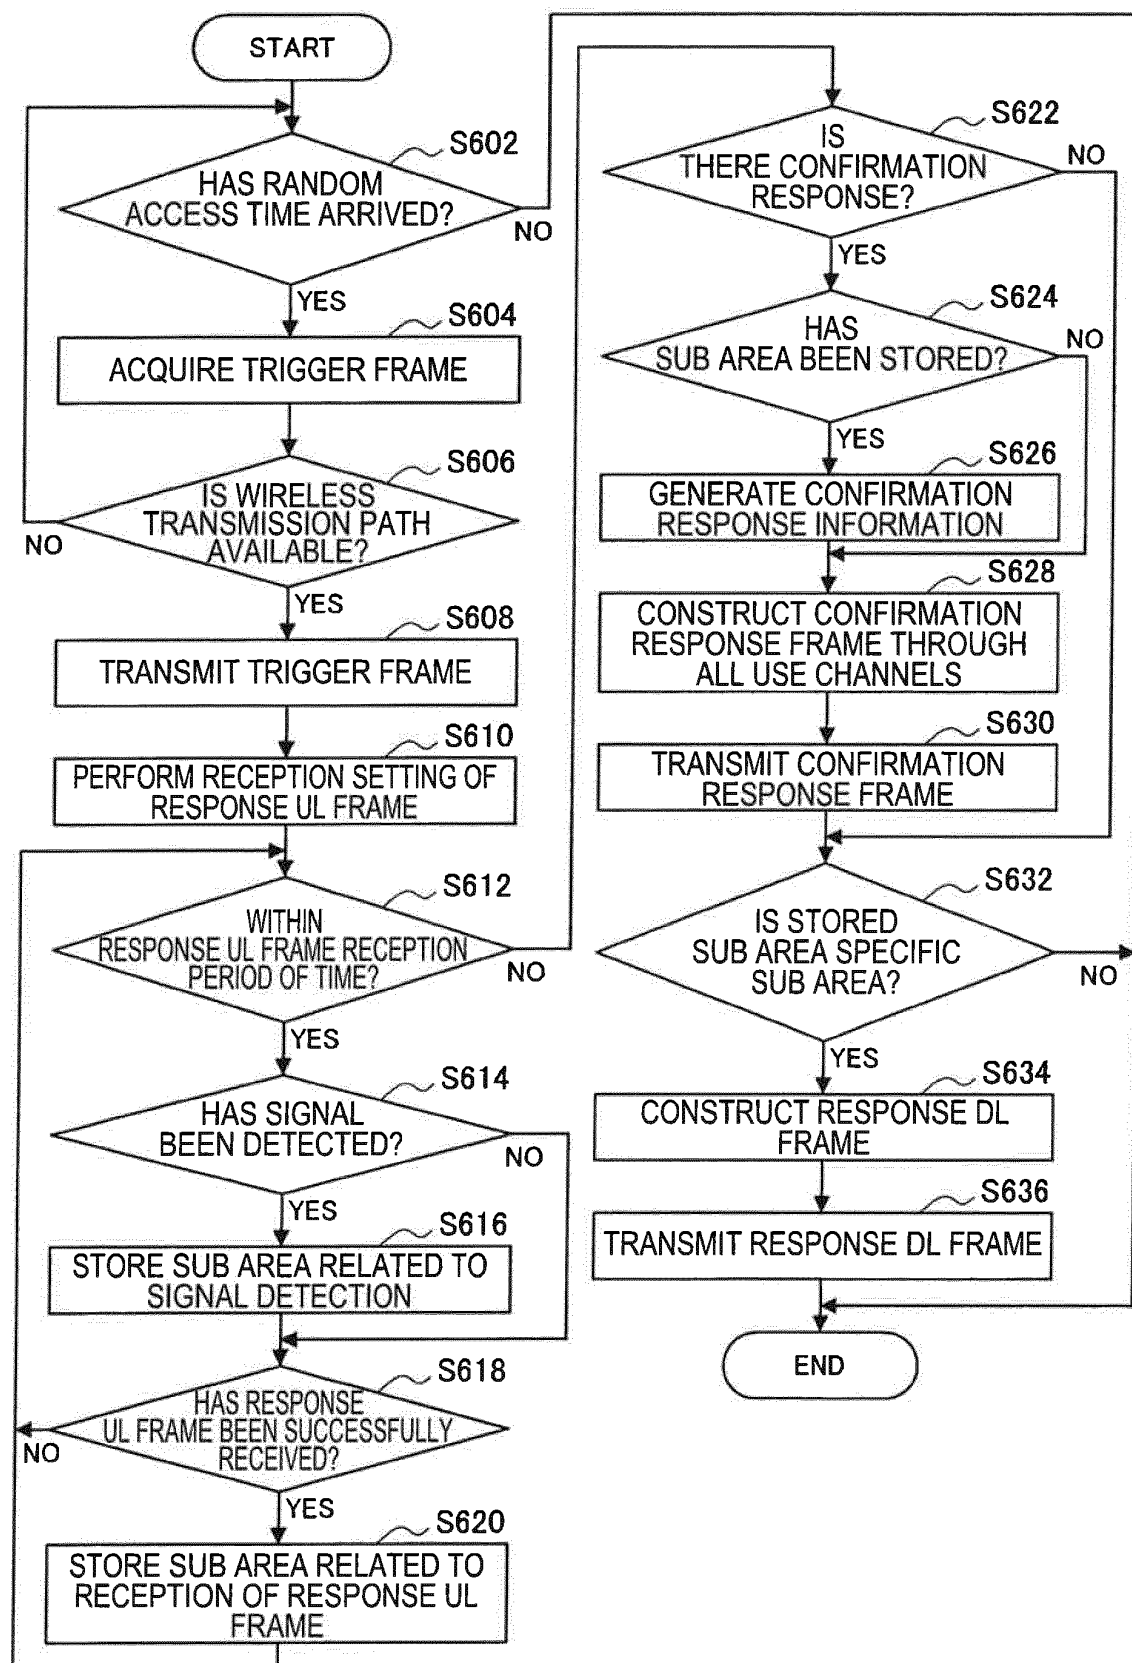 START
S602
HAS RANDOM
ACCESS TIME ARRIVED?
NO
YES
S604
ACQUIRE TRIGGER FRAME
S606
IS WIRELESS
TRANSMISSION PATH
AVAILABLE?
NO
YES
S608
TRANSMIT TRIGGER FRAME
S610
PERFORM RECEPTION SETTING OF
RESPONSE UL FRAME
S612
WITHIN
RESPONSE UL FRAME RECEPTION
PERIOD OF TIME?
NO
YES
S614
HAS SIGNAL
BEEN DETECTED?
NO
YES
S616
STORE SUB AREA RELATED TO
SIGNAL DETECTION
S618
HAS RESPONSE
UL FRAME BEEN SUCCESSFULLY
RECEIVED?
NO
YES
S620
STORE SUB AREA RELATED TO
RECEPTION OF RESPONSE UL
FRAME
S622
IS
THERE CONFIRMATION
RESPONSE?
NO
YES
S624
HAS
SUB AREA BEEN STORED?
NO
YES
S626
GENERATE CONFIRMATION
RESPONSE INFORMATION
S628
CONSTRUCT CONFIRMATION
RESPONSE FRAME THROUGH
ALL USE CHANNELS
S630
TRANSMIT CONFIRMATION
RESPONSE FRAME
S632
IS STORED
SUB AREA SPECIFIC
SUB AREA?
NO
YES
S634
CONSTRUCT RESPONSE DL
FRAME
S636
TRANSMIT RESPONSE DL FRAME
END